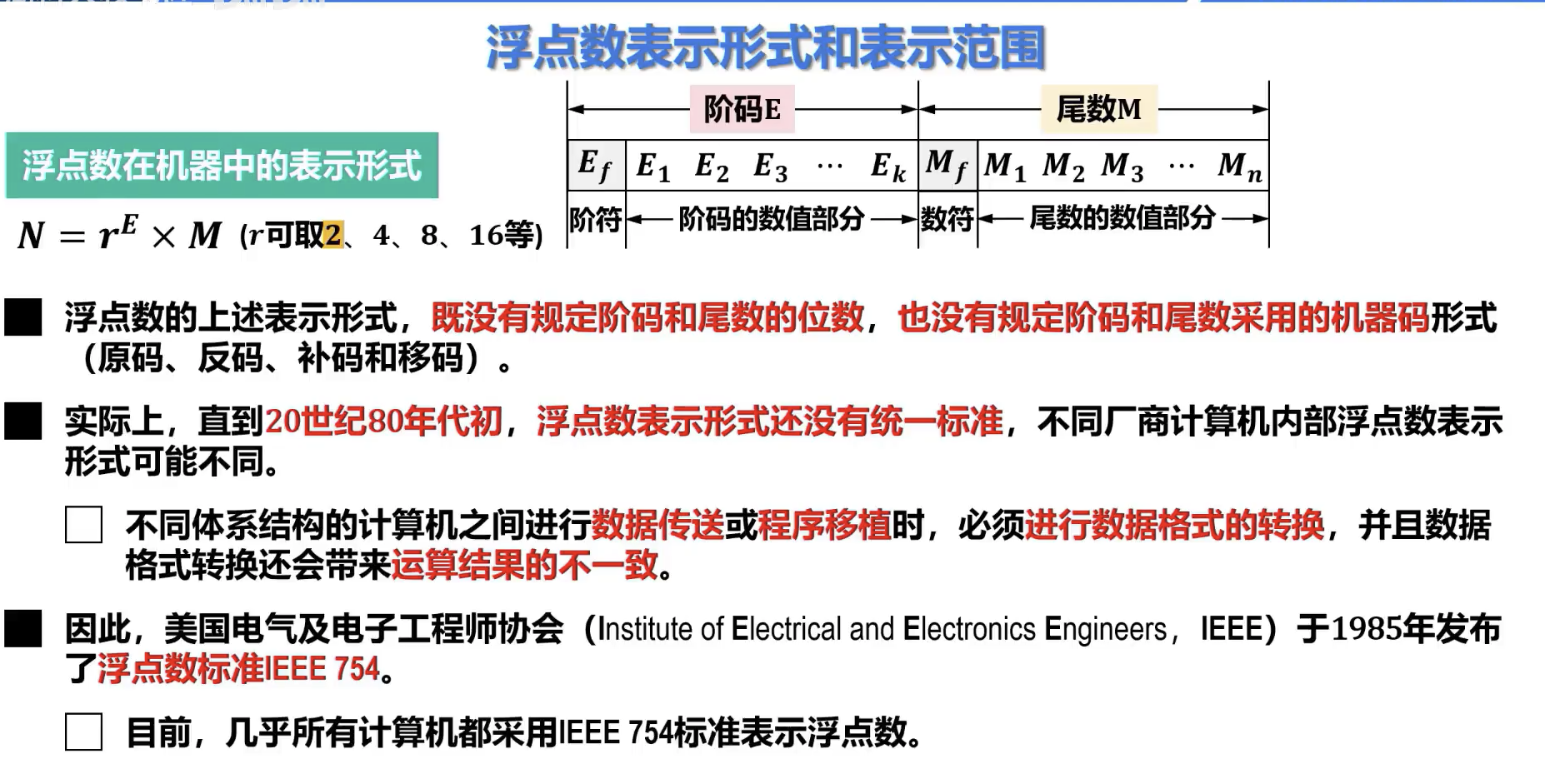 浮点数表示形式和表示范围
阶码E 尾数M
浮点数在机器中的表示形式
E_f E_1 E_2 E_3 ⋯ E_k M_f M_1 M_2 M_3 ⋯ M_n
阶符 阶码的数值部分 数符 尾数的数值部分
N = r^E × M (r可取2、4、8、16等)
浮点数的上述表示形式，既没有规定阶码和尾数的位数，也没有规定阶码和尾数采用的机器码形式
（原码、反码、补码和移码）。
实际上，直到20世纪80年代初，浮点数表示形式还没有统一标准，不同厂商计算机内部浮点数表示
形式可能不同。
不同体系结构的计算机之间进行数据传送或程序移植时，必须进行数据格式的转换，并且数据
格式转换还会带来运算结果的不一致。
因此，美国电气及电子工程师协会（Institute of Electrical and Electronics Engineers，IEEE）于1985年发布
了浮点数标准IEEE 754。
目前，几乎所有计算机都采用IEEE 754标准表示浮点数。